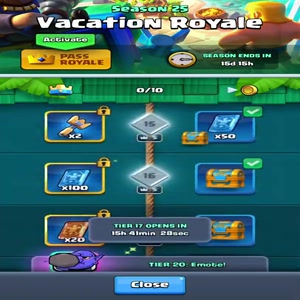 Season 25
Vacation Royale
Activate
PASS
ROYALE
SEASON ENDS IN
15d 15h
0/10
x2
15
x50
x100
16
TIER 17 OPENS IN
15h 41min 28sec
x20
TIER 20: Emote!
Close